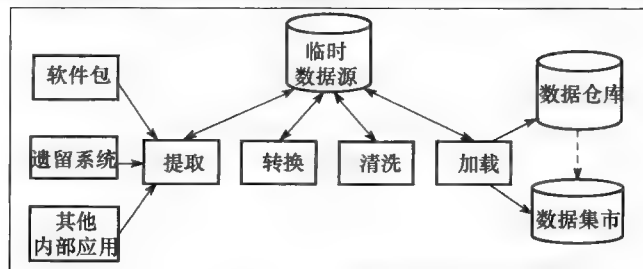 临时
数据源
软件包
数据仓库
遗留系统
提取
转换
清洗
加载
其他
内部应用
数据集市